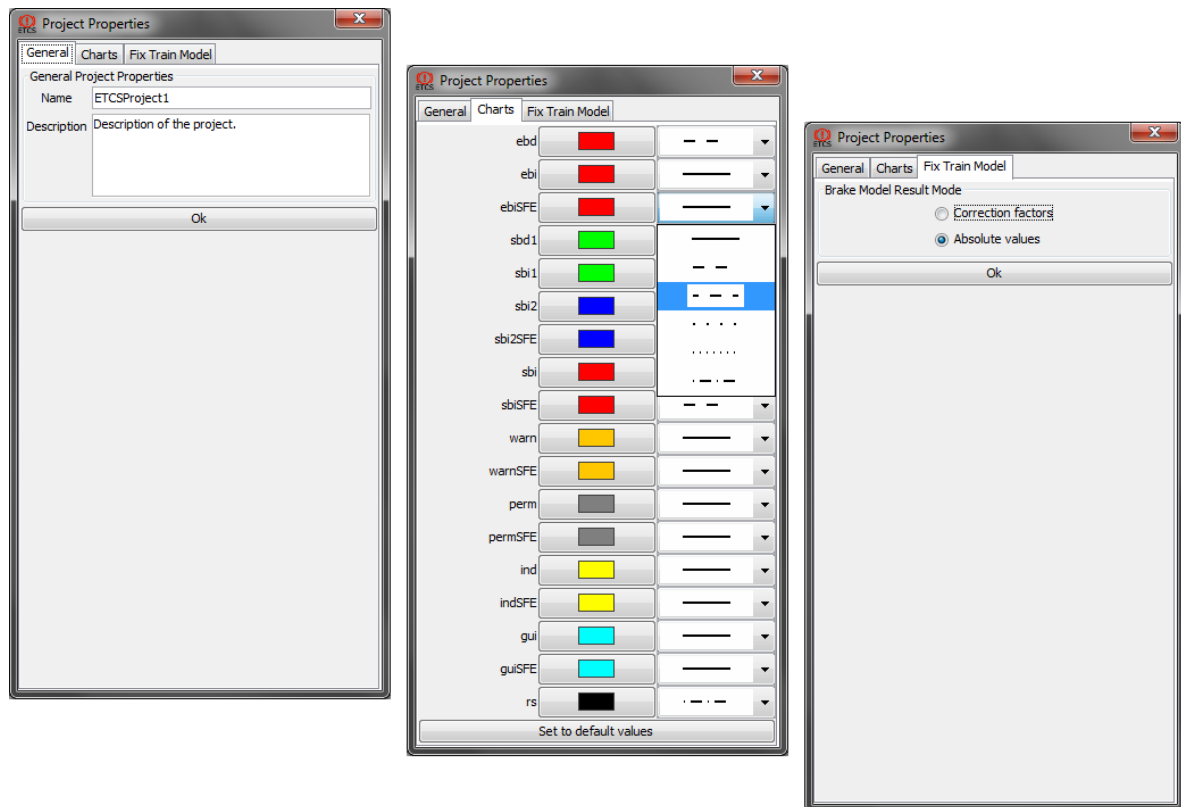 ETCS Project Properties
General Charts Fix Train Model
General Project Properties
Name ETCSProject1
Description Description of the project.
Ok
ETCS Project Properties
General Charts Fix Train Model
ebd
ebi
ebiSFE
sbd1
sbi1
sbi2
sbi2SFE
sbi
sbiSFE
warn
warnSFE
perm
permSFE
ind
indSFE
gui
guiSFE
rs
Set to default values
ETCS Project Properties
General Charts Fix Train Model
Brake Model Result Mode
Correction factors
Absolute values
Ok